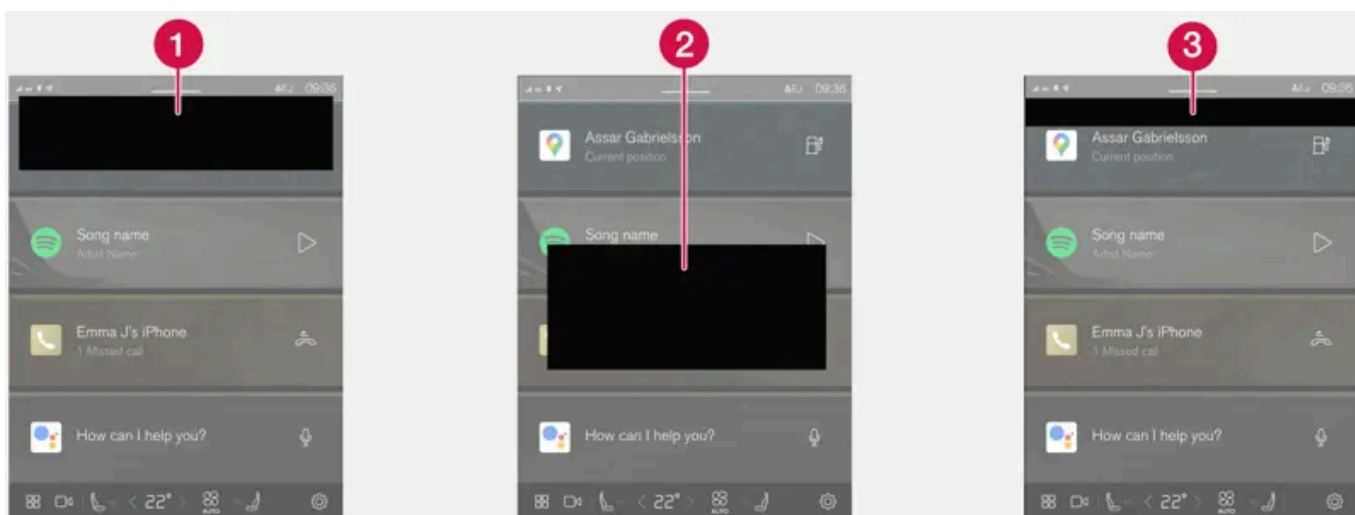 1
09:36
Song name
Artist Name
Emma J's iPhone
1 Missed call
How can I help you?
22°
AUTO
2
09:36
Assar Gabrielsson
Current position
Song name
How can I help you?
22°
AUTO
3
09:36
Assar Gabrielsson
Current position
Song name
Artist Name
Emma J's iPhone
1 Missed call
How can I help you?
22°
AUTO